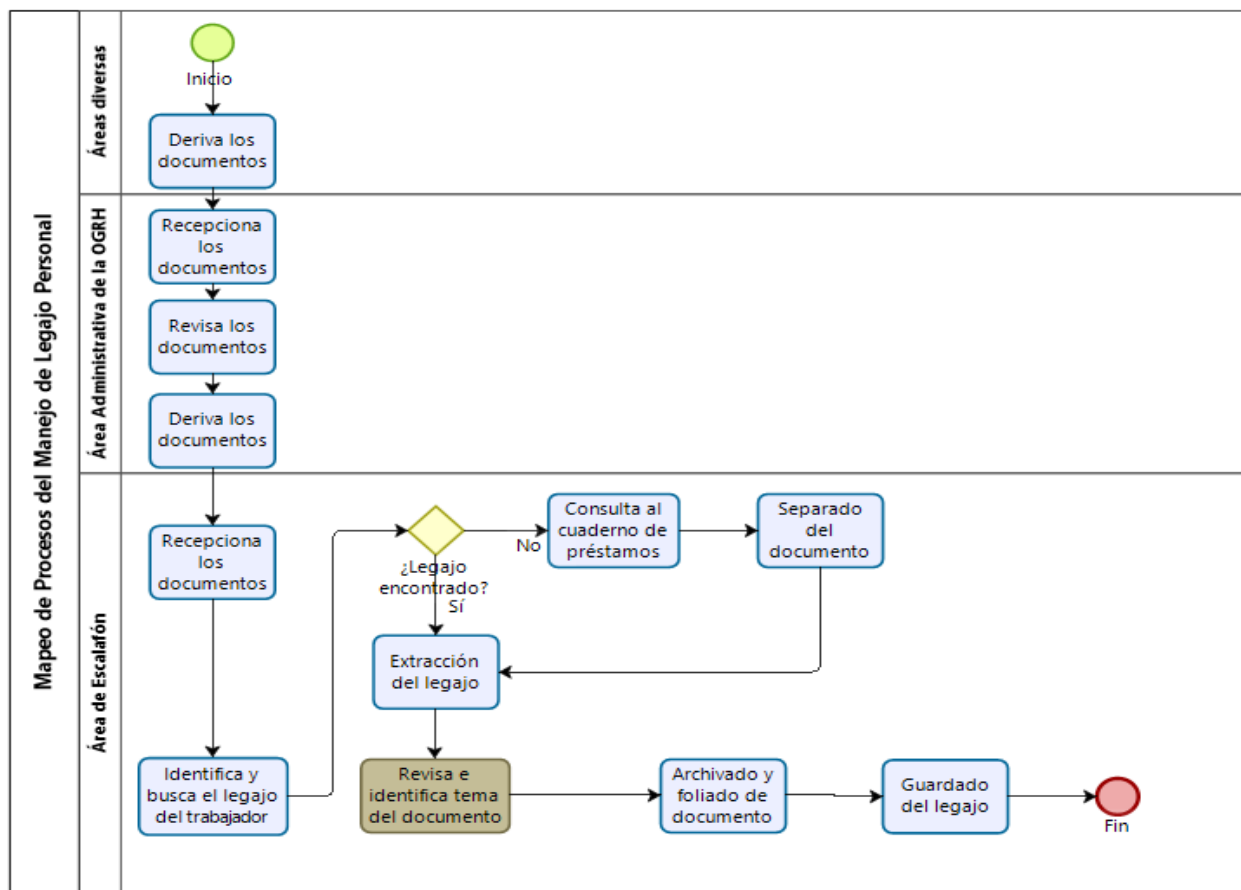 Mapeo de Procesos del Manejo de Legajo Personal
Áreas diversas
Inicio
Deriva los
documentos
Área Administrativa de la OGRH
Recepciona
los
documentos
Revisa los
documentos
Deriva los
documentos
Área de Escalafón
Recepciona
los
documentos
Identifica y
busca el legajo
del trabajador
¿Legajo
encontrado?
No
Sí
Consulta al
cuaderno de
préstamos
Separado
del
documento
Extracción
del legajo
Revisa e
identifica tema
del documento
Archivado y
foliado de
documento
Guardado
del legajo
Fin